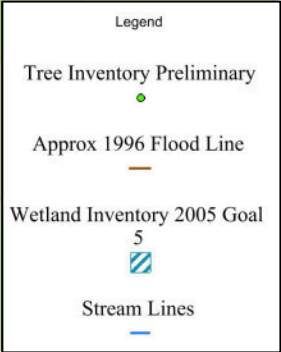 Legend
Tree Inventory Preliminary
Approx 1996 Flood Line
Wetland Inventory 2005 Goal
5
Stream Lines